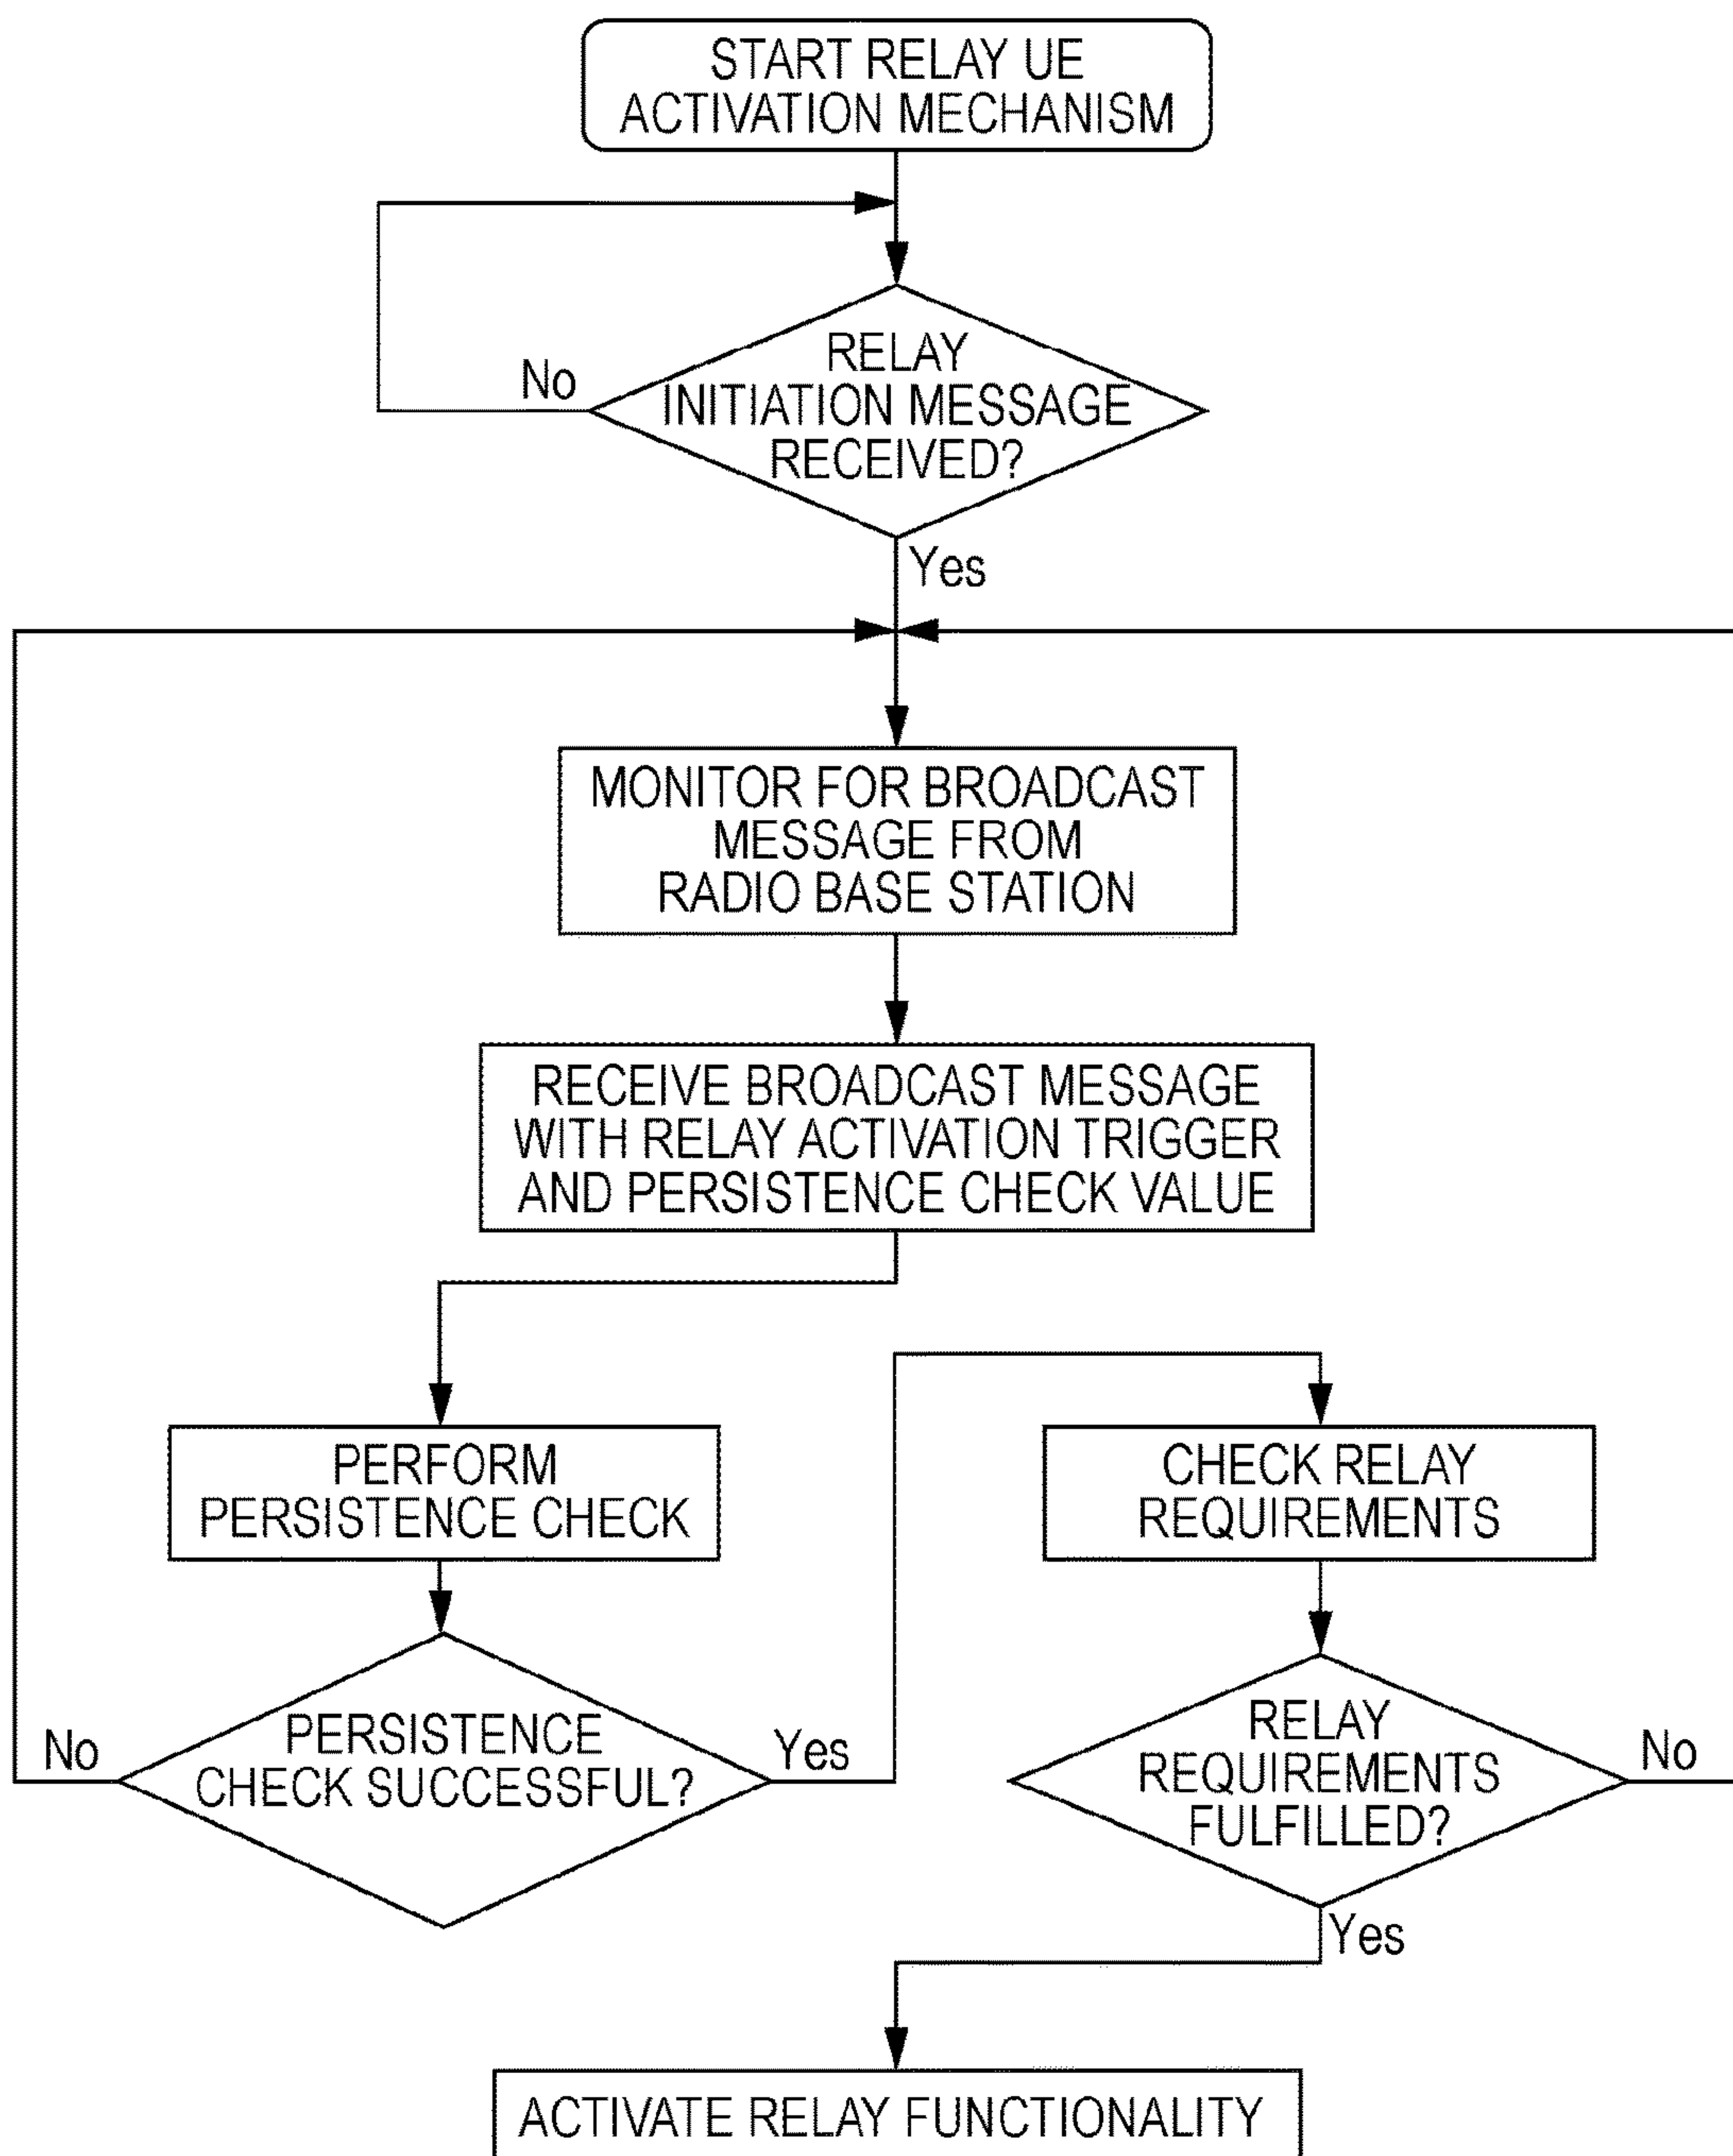 START RELAY UE
ACTIVATION MECHANISM
RELAY
INITIATION MESSAGE
RECEIVED?
No
Yes
MONITOR FOR BROADCAST
MESSAGE FROM
RADIO BASE STATION
RECEIVE BROADCAST MESSAGE
WITH RELAY ACTIVATION TRIGGER
AND PERSISTENCE CHECK VALUE
PERFORM
PERSISTENCE CHECK
CHECK RELAY
REQUIREMENTS
No
PERSISTENCE
CHECK SUCCESSFUL?
Yes
RELAY
REQUIREMENTS
FULFILLED?
No
Yes
ACTIVATE RELAY FUNCTIONALITY